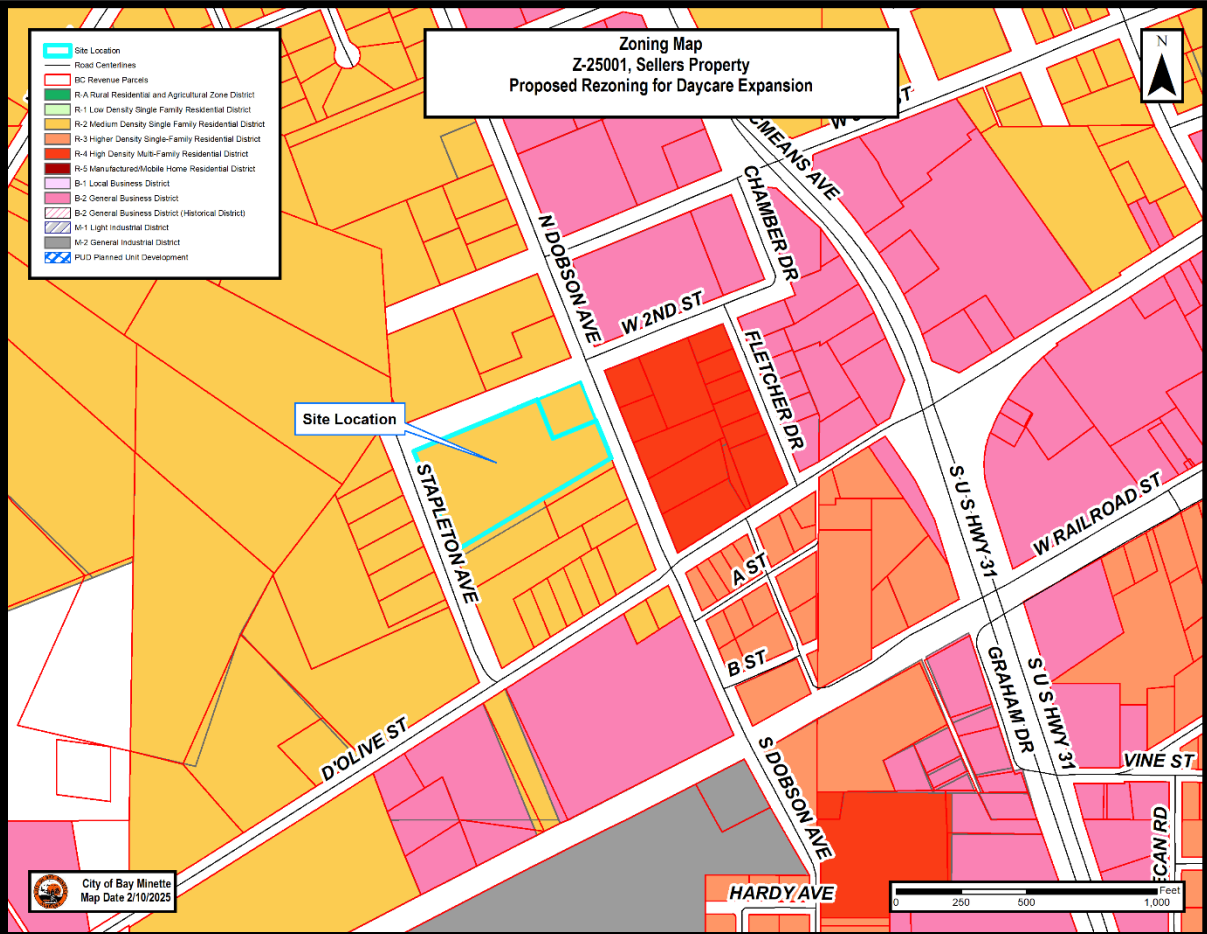 Zoning Map
Z-25001, Sellers Property
Proposed Rezoning for Daycare Expansion
N
Site Location
Road Centerlines
BC Revenue Parcels
R-A Rural Residential and Agricultural Zone District
R-1 Low Density Single Family Residential District
R-2 Medium Density Single Family Residential District
R-3 Higher Density Single-Family Residential District
R-4 High Density Multi-Family Residential District
R-5 Manufactured/Mobile Home Residential District
B-1 Local Business District
B-2 General Business District
B-2 General Business District (Historical District)
M-1 Light Industrial District
M-2 General Industrial District
PUD Planned Unit Development
CMEANS AVE
CHAMBER DR
N DOBSON AVE
W 2ND ST
FLETCHER DR
Site Location
STAPLETON AVE
S U S HWY 31
W RAILROAD ST
A ST
B ST
GRAHAM DR
S U S HWY 31
D'OLIVE ST
S DOBSON AVE
VINE ST
ECAN RD
HARDY AVE
City of Bay Minette
Map Date 2/10/2025
Feet
0 250 500 1,000